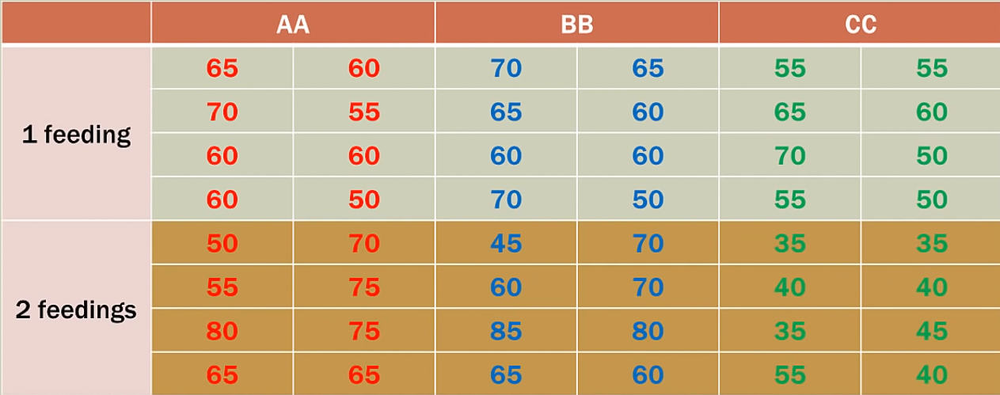 AA BB CC
1 feeding
65 60 70 65 55 55
70 55 65 60 65 60
60 60 60 60 70 50
60 50 70 50 55 50
2 feedings
50 70 45 70 35 35
55 75 60 70 40 40
80 75 85 80 35 45
65 65 65 60 55 40